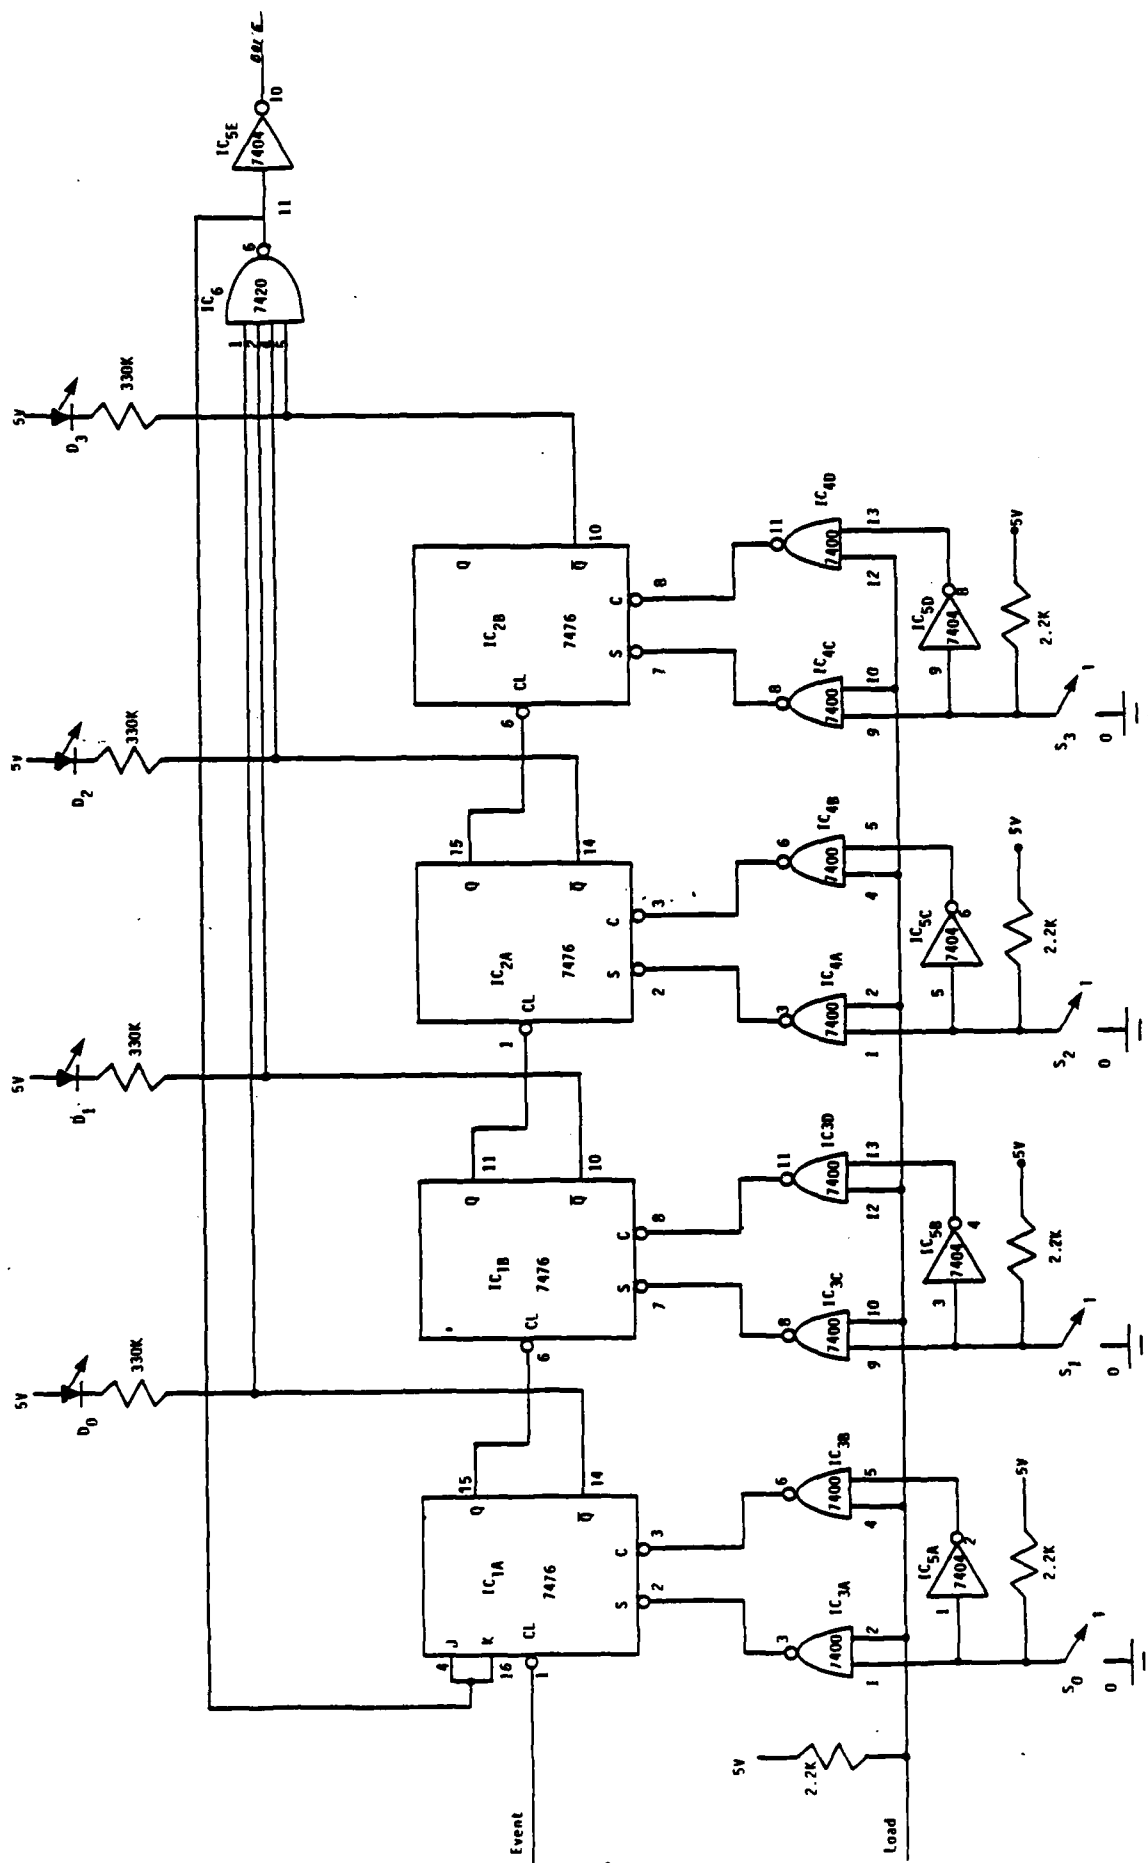 Event
Load
5V
2.2K
4
J
K
16
CL
1
IC1A
7476
Q
15
Q̅
14
S
2
C
3
5V
D0
330K
3
7400
IC3A
1
2
6
7400
IC3B
4
5
1
IC5A
7404
2
5V
2.2K
S0
0
1
6
CL
IC1B
7476
Q
11
Q̅
10
S
7
C
8
5V
D1
330K
8
7400
IC3C
9
10
11
7400
IC3D
12
13
3
IC5B
7404
4
5V
2.2K
S1
0
1
1
CL
IC2A
7476
Q
15
Q̅
14
S
2
C
3
5V
D2
330K
3
7400
IC4A
1
2
6
7400
IC4B
4
5
5
IC5C
7404
6
5V
2.2K
S2
0
1
6
CL
IC2B
7476
Q
Q̅
10
S
7
C
8
5V
D3
330K
8
7400
IC4C
9
10
11
7400
IC4D
12
13
9
IC5D
7404
8
5V
2.2K
S3
0
1
IC6
7420
1
2
4
5
6
11
IC5E
7404
10